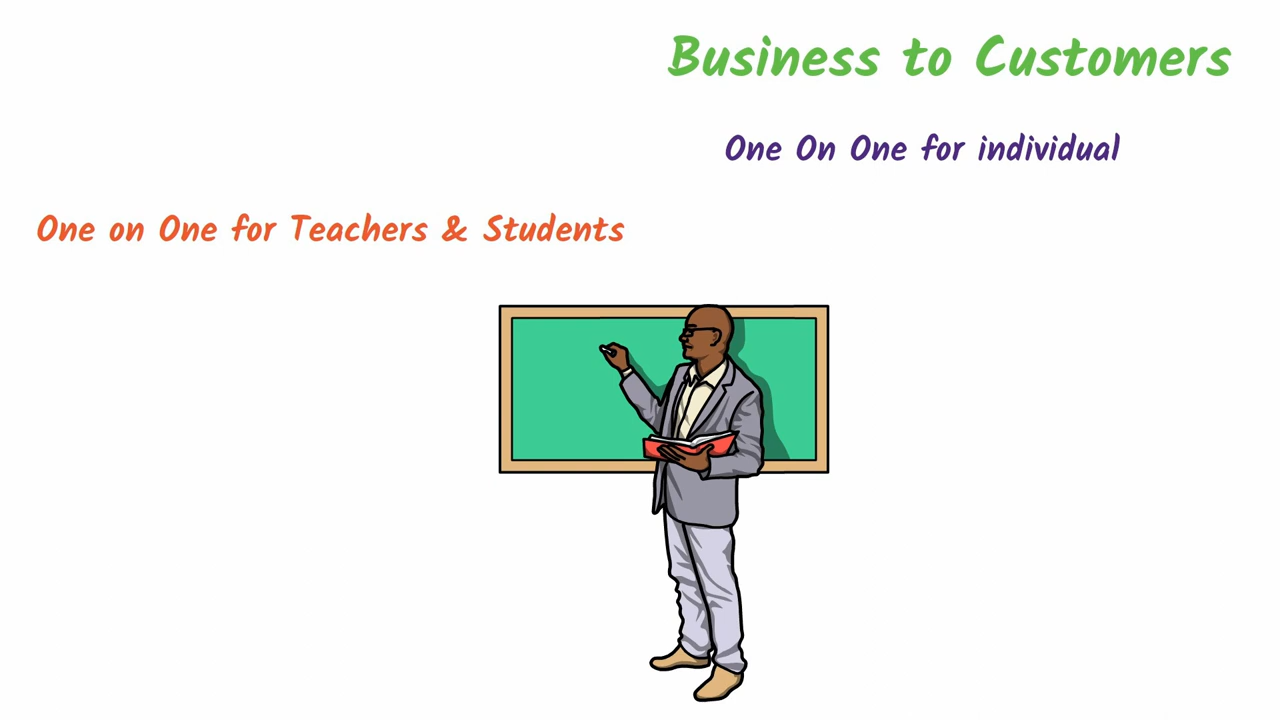 Business to Customers
One On One for individual
One on One for Teachers & Students